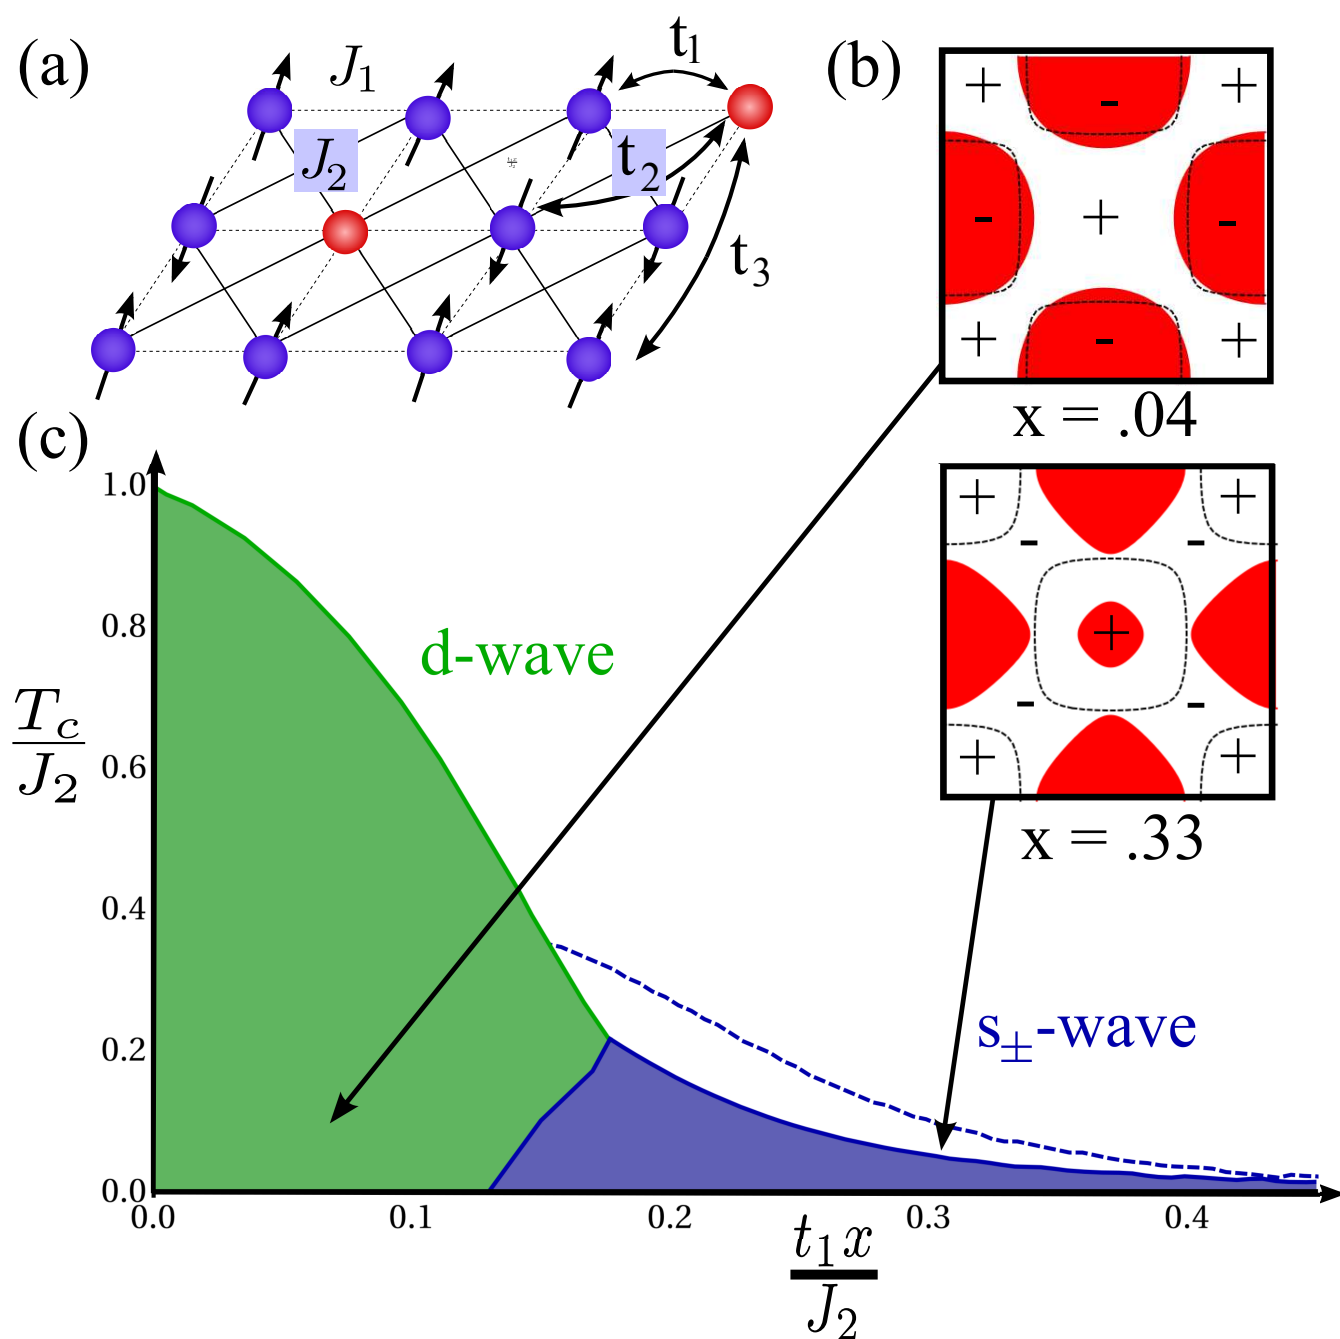 (a)
J₁
t₁
J₂
t₂
t₃
(b)
+ - +
- + -
+ - +
x = .04
+ +
- -
+
- -
+ +
x = .33
(c)
1.0
0.8
0.6
0.4
0.2
0.0
T_c
J₂
d-wave
s±-wave
0.0 0.1 0.2 0.3 0.4
t₁x
J₂